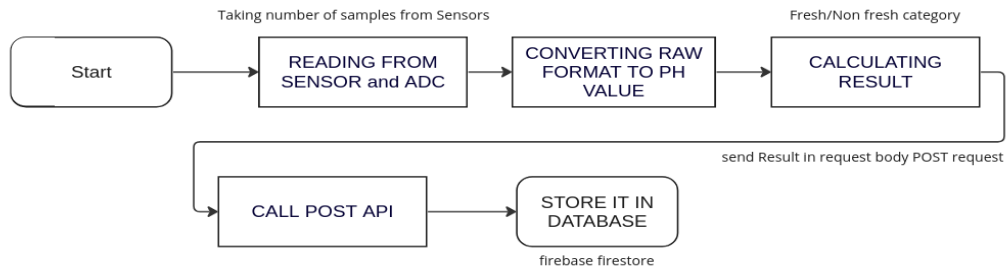 Taking number of samples from Sensors
Fresh/Non fresh category
Start
READING FROM
SENSOR and ADC
CONVERTING RAW
FORMAT TO PH
VALUE
CALCULATING
RESULT
send Result in request body POST request
CALL POST API
STORE IT IN
DATABASE
firebase firestore